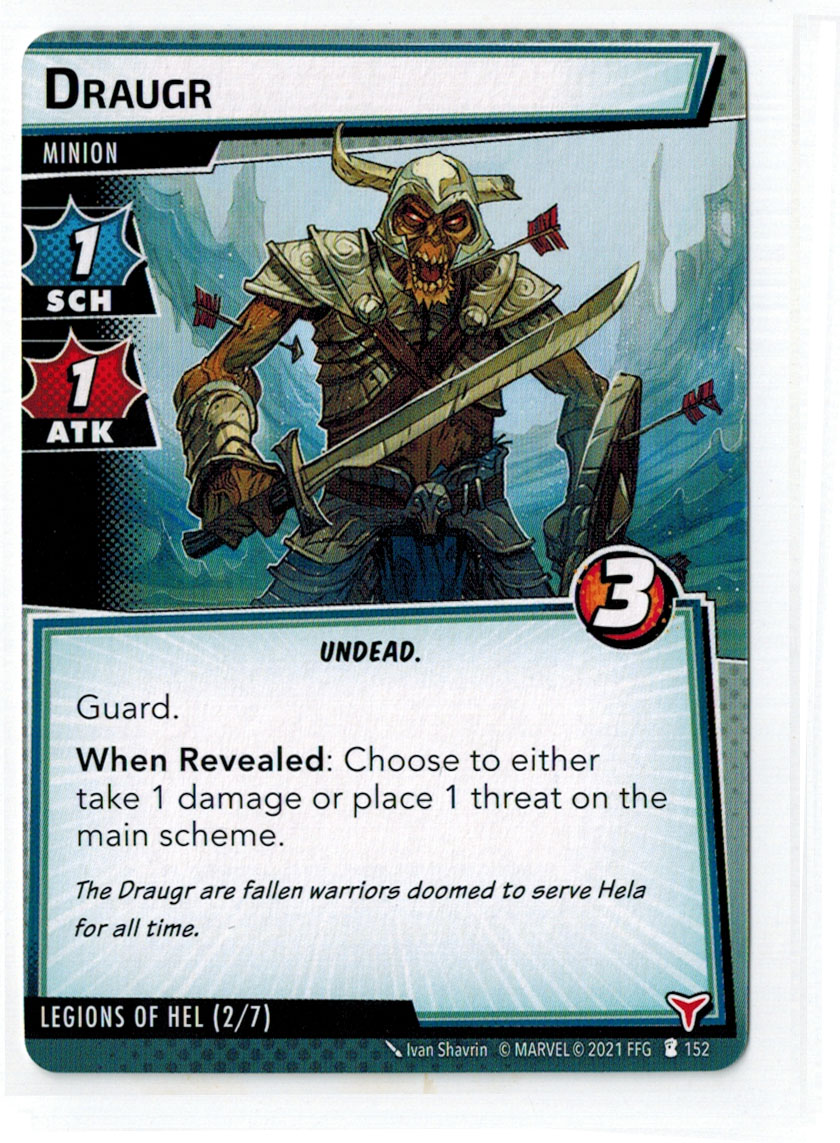 DRAUGR
MINION
1
SCH
1
ATK
3
UNDEAD.
Guard.
When Revealed: Choose to either
take 1 damage or place 1 threat on the
main scheme.
The Draugr are fallen warriors doomed to serve Hela
for all time.
LEGIONS OF HEL (2/7)
Ivan Shavrin © MARVEL © 2021 FFG 152